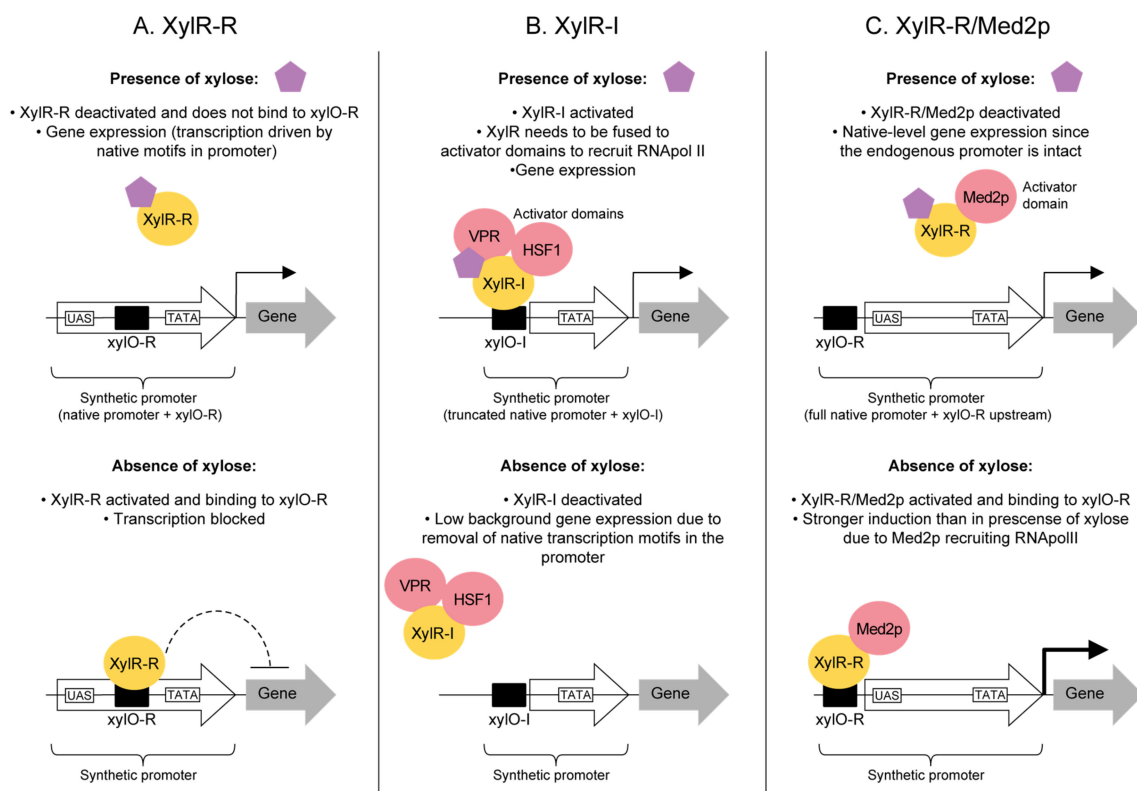 A. XylR-R
Presence of xylose:
• XylR-R deactivated and does not bind to xylO-R
• Gene expression (transcription driven by
native motifs in promoter)
XylR-R
UAS
TATA
Gene
xylO-R
Synthetic promoter
(native promoter + xylO-R)
Absence of xylose:
• XylR-R activated and binding to xylO-R
• Transcription blocked
XylR-R
UAS
TATA
Gene
xylO-R
Synthetic promoter
B. XylR-I
Presence of xylose:
• XylR-I activated
• XylR needs to be fused to
activator domains to recruit RNApol II
•Gene expression
Activator domains
VPR
HSF1
XylR-I
TATA
Gene
xylO-I
Synthetic promoter
(truncated native promoter + xylO-I)
Absence of xylose:
• XylR-I deactivated
• Low background gene expression due to
removal of native transcription motifs in the
promoter
VPR
HSF1
XylR-I
TATA
Gene
xylO-I
Synthetic promoter
C. XylR-R/Med2p
Presence of xylose:
• XylR-R/Med2p deactivated
• Native-level gene expression since
the endogenous promoter is intact
Med2p
Activator
domain
XylR-R
UAS
TATA
Gene
xylO-R
Synthetic promoter
(full native promoter + xylO-R upstream)
Absence of xylose:
• XylR-R/Med2p activated and binding to xylO-R
• Stronger induction than in prescense of xylose
due to Med2p recruiting RNApolII
Med2p
XylR-R
UAS
TATA
Gene
xylO-R
Synthetic promoter